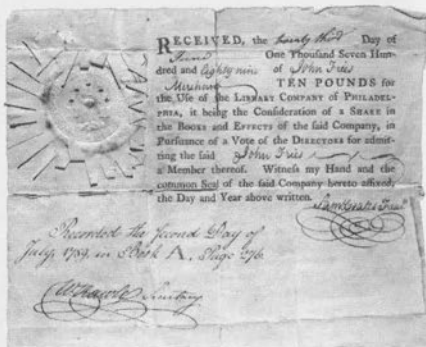 RECEIVED, the twenty third Day of
June One Thousand Seven Hun-
dred and Eighty nine of John Fries
Merchant TEN POUNDS for
the Use of the LIBRARY COMPANY OF PHILADEL-
PHIA, it being the Consideration of a SHARE in
the BOOKS and EFFECTS of the said Company, in
Pursuance of a Vote of the DIRECTORS for admit-
ting the said John Fries
a Member thereof. Witness my Hand and the
common Seal of the said Company hereto affixed,
the Day and Year above written.
Treasr
Recorded the Second Day of
July, 1789, in Book A. Page 276.
Wm Rawle Secretary